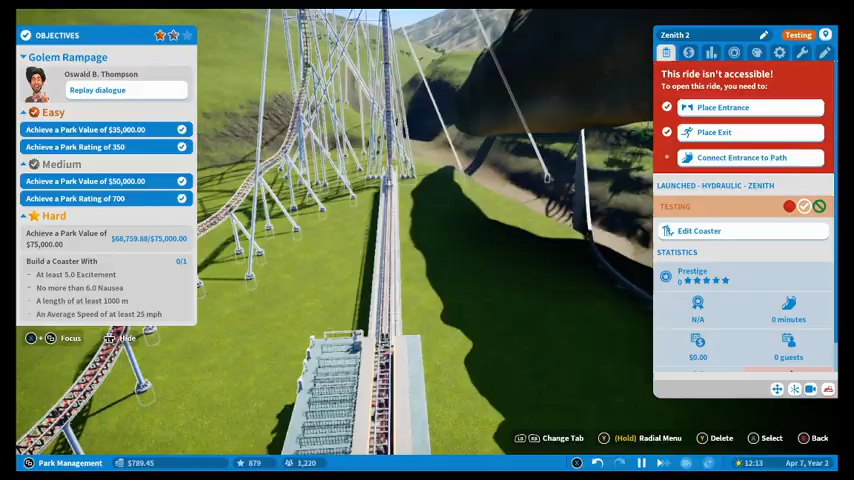 OBJECTIVES
Golem Rampage
Oswald B. Thompson
Replay dialogue
Easy
Achieve a Park Value of $35,000.00
Achieve a Park Rating of 350
Medium
Achieve a Park Value of $50,000.00
Achieve a Park Rating of 700
Hard
Achieve a Park Value of $75,000.00
$68,759.88/$75,000.00
Build a Coaster With
0/1
- At least 5.0 Excitement
- No more than 6.0 Nausea
- A length of at least 1000 m
- An Average Speed of at least 25 mph
Focus
Hide
Zenith 2
Testing
This ride isn't accessible!
To open this ride, you need to:
Place Entrance
Place Exit
Connect Entrance to Path
LAUNCHED - HYDRAULIC - ZENITH
TESTING
Edit Coaster
STATISTICS
Prestige
0
N/A
0 minutes
$0.00
0 guests
Change Tab
Y (Hold) Radial Menu
Y Delete
A Select
B Back
Park Management
$789.45
879
1,220
12:13
Apr 7, Year 2